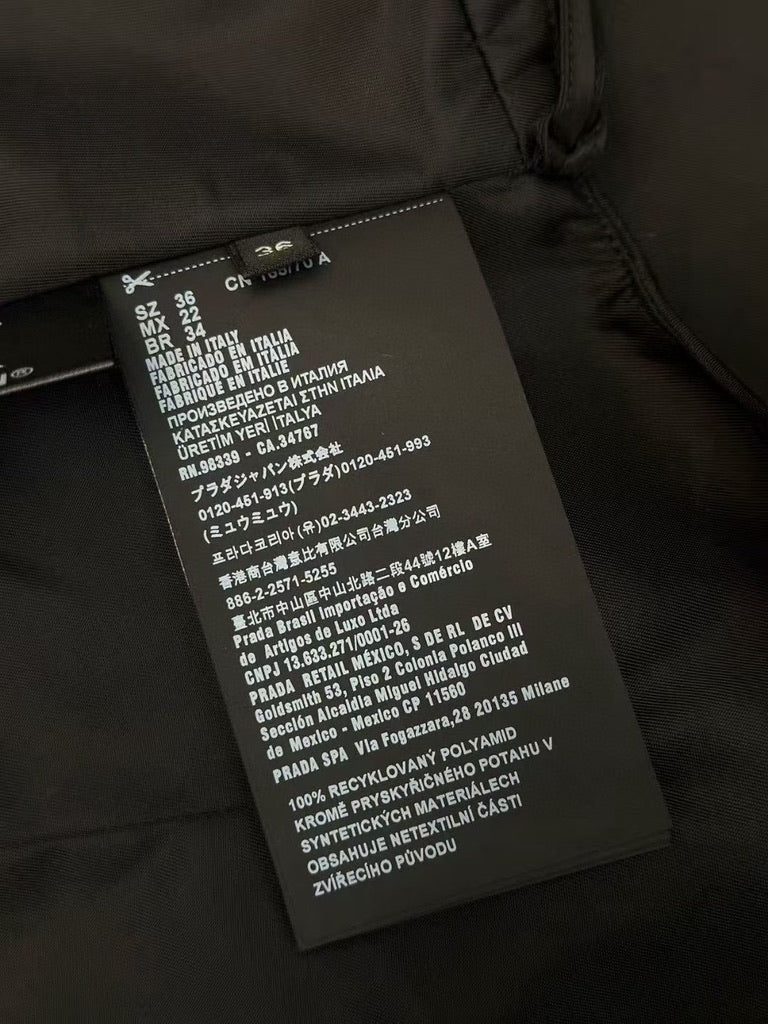 36
CN 165/70 A
SZ 36
MX 22
BR 34
MADE IN ITALY
FABRICADO EN ITALIA
FABRICADO EM ITALIA
FABRIQUÉ EN ITALIE
ПРОИЗВЕДЕНО В ИТАЛИЯ
ΚΑΤΑΣΚΕΥΑΖΕΤΑΙ ΣΤΗΝ ΙΤΑΛΙΑ
ÜRETİM YERİ İTALYA
RN.98339 - CA.34767
プラダジャパン株式会社
0120-451-913(プラダ)0120-451-993
(ミュウミュウ)
프라다코리아(유)02-3443-2323
香港商台灣意比有限公司台灣分公司
886-2-2571-5255
臺北市中山區中山北路二段44號12樓A室
Prada Brasil Importação e Comércio
de Artigos de Luxo Ltda
CNPJ 13.633.271/0001-26
PRADA RETAIL MÉXICO, S DE RL DE CV
Goldsmith 53, Piso 2 Colonia Polanco III
Sección Alcaldia Miguel Hidalgo Ciudad
de Mexico - Mexico CP 11560
PRADA SPA Via Fogazzara,28 20135 Milane
100% RECYKLOVANÝ POLYAMID
KROMĚ PRYSKYŘIČNÉHO POTAHU V
SYNTETICKÝCH MATERIÁLECH
OBSAHUJE NETEXTILNÍ ČÁSTI
ZVÍŘECÍHO PŮVODU